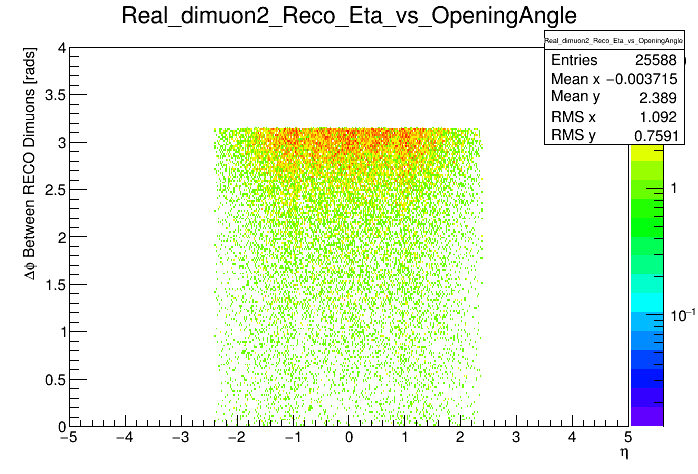 Real_dimuon2_Reco_Eta_vs_OpeningAngle
Real_dimuon2_Reco_Eta_vs_OpeningAngle
Entries 25588
Mean x −0.003715
Mean y 2.389
RMS x 1.092
RMS y 0.7591
Δφ Between RECO Dimuons [rads]
4
3.5
3
2.5
2
1.5
1
0.5
0
−5 −4 −3 −2 −1 0 1 2 3 4 5
η
1
10⁻¹